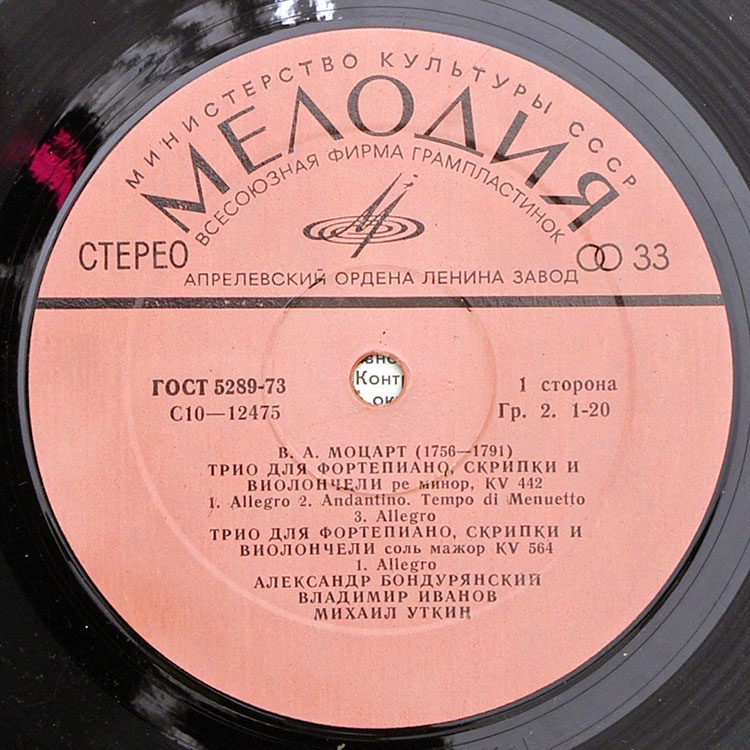 МИНИСТЕРСТВО КУЛЬТУРЫ СССР
МЕЛОДИЯ
ВСЕСОЮЗНАЯ ФИРМА ГРАМПЛАСТИНОК
СТЕРЕО
33
АПРЕЛЕВСКИЙ ОРДЕНА ЛЕНИНА ЗАВОД
ГОСТ 5289-73
С10—12475
Конт
ок
1 сторона
Гр. 2. 1-20
В. А. МОЦАРТ (1756—1791)
ТРИО ДЛЯ ФОРТЕПИАНО, СКРИПКИ И
ВИОЛОНЧЕЛИ ре минор, KV 442
1. Allegro 2. Andantino. Tempo di Menuetto
3. Allegro
ТРИО ДЛЯ ФОРТЕПИАНО, СКРИПКИ И
ВИОЛОНЧЕЛИ соль мажор KV 564
1. Allegro
АЛЕКСАНДР БОНДУРЯНСКИЙ
ВЛАДИМИР ИВАНОВ
МИХАИЛ УТКИН